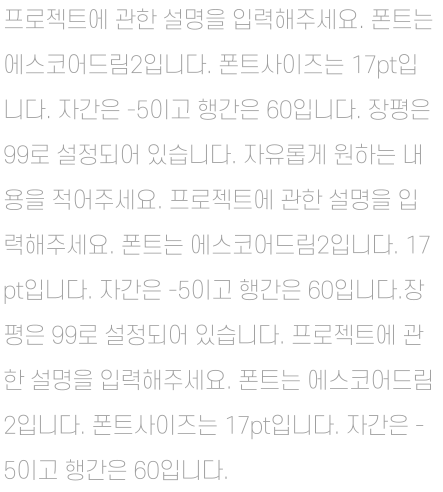 프로젝트에 관한 설명을 입력해주세요. 폰트는
에스코어드림2입니다. 폰트사이즈는 17pt입
니다. 자간은 -50이고 행간은 60입니다. 장평은
99로 설정되어 있습니다. 자유롭게 원하는 내
용을 적어주세요. 프로젝트에 관한 설명을 입
력해주세요. 폰트는 에스코어드림2입니다. 17
pt입니다. 자간은 -50이고 행간은 60입니다.장
평은 99로 설정되어 있습니다. 프로젝트에 관
한 설명을 입력해주세요. 폰트는 에스코어드림
2입니다. 폰트사이즈는 17pt입니다. 자간은 -
50이고 행간은 60입니다.